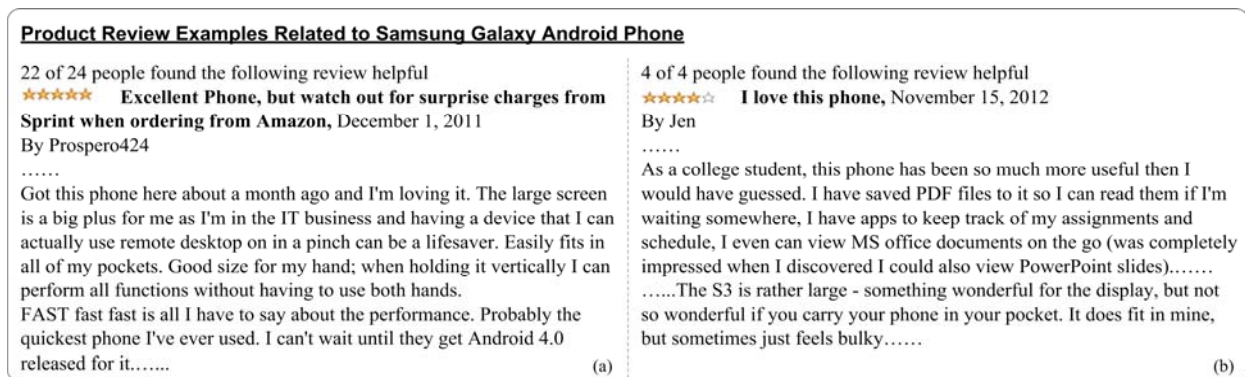 Product Review Examples Related to Samsung Galaxy Android Phone
22 of 24 people found the following review helpful
Excellent Phone, but watch out for surprise charges from
Sprint when ordering from Amazon, December 1, 2011
By Prospero424
……
Got this phone here about a month ago and I'm loving it. The large screen
is a big plus for me as I'm in the IT business and having a device that I can
actually use remote desktop on in a pinch can be a lifesaver. Easily fits in
all of my pockets. Good size for my hand; when holding it vertically I can
perform all functions without having to use both hands.
FAST fast fast is all I have to say about the performance. Probably the
quickest phone I've ever used. I can't wait until they get Android 4.0
released for it.…... (a)
4 of 4 people found the following review helpful
I love this phone, November 15, 2012
By Jen
……
As a college student, this phone has been so much more useful then I
would have guessed. I have saved PDF files to it so I can read them if I'm
waiting somewhere, I have apps to keep track of my assignments and
schedule, I even can view MS office documents on the go (was completely
impressed when I discovered I could also view PowerPoint slides)…….
…...The S3 is rather large - something wonderful for the display, but not
so wonderful if you carry your phone in your pocket. It does fit in mine,
but sometimes just feels bulky……
(b)